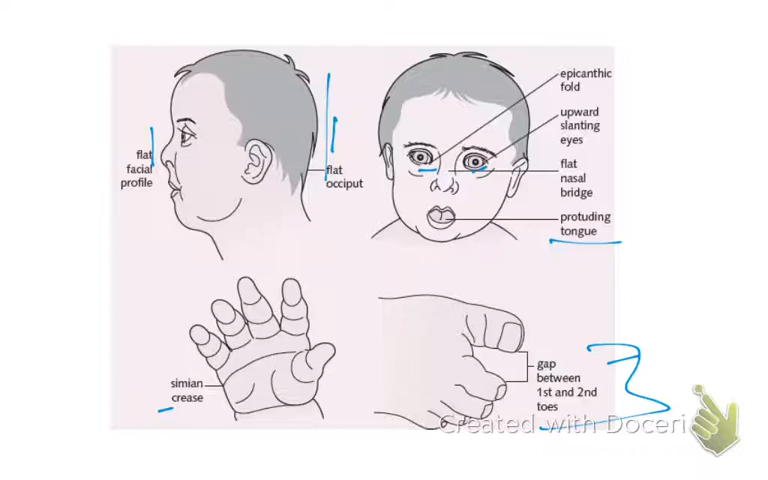 epicanthic
fold
upward
slanting
eyes
flat
facial
profile
flat
occiput
flat
nasal
bridge
protuding
tongue
simian
crease
gap
between
1st and 2nd
toes
Created with Doceri